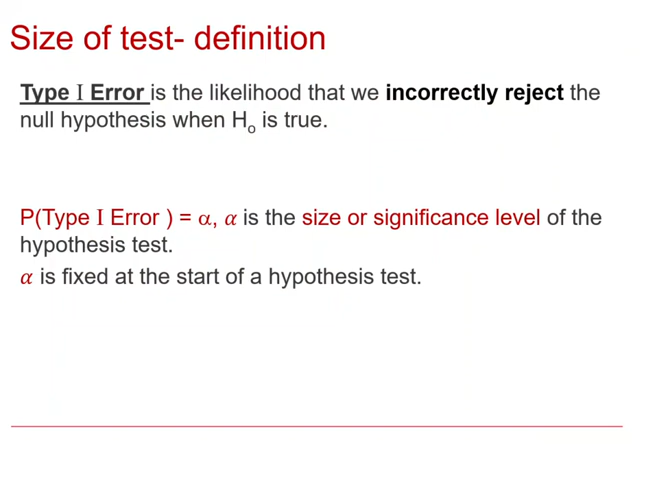 Size of test- definition
Type I Error is the likelihood that we incorrectly reject the
null hypothesis when Hₒ is true.
P(Type I Error ) = α, α is the size or significance level of the
hypothesis test.
α is fixed at the start of a hypothesis test.